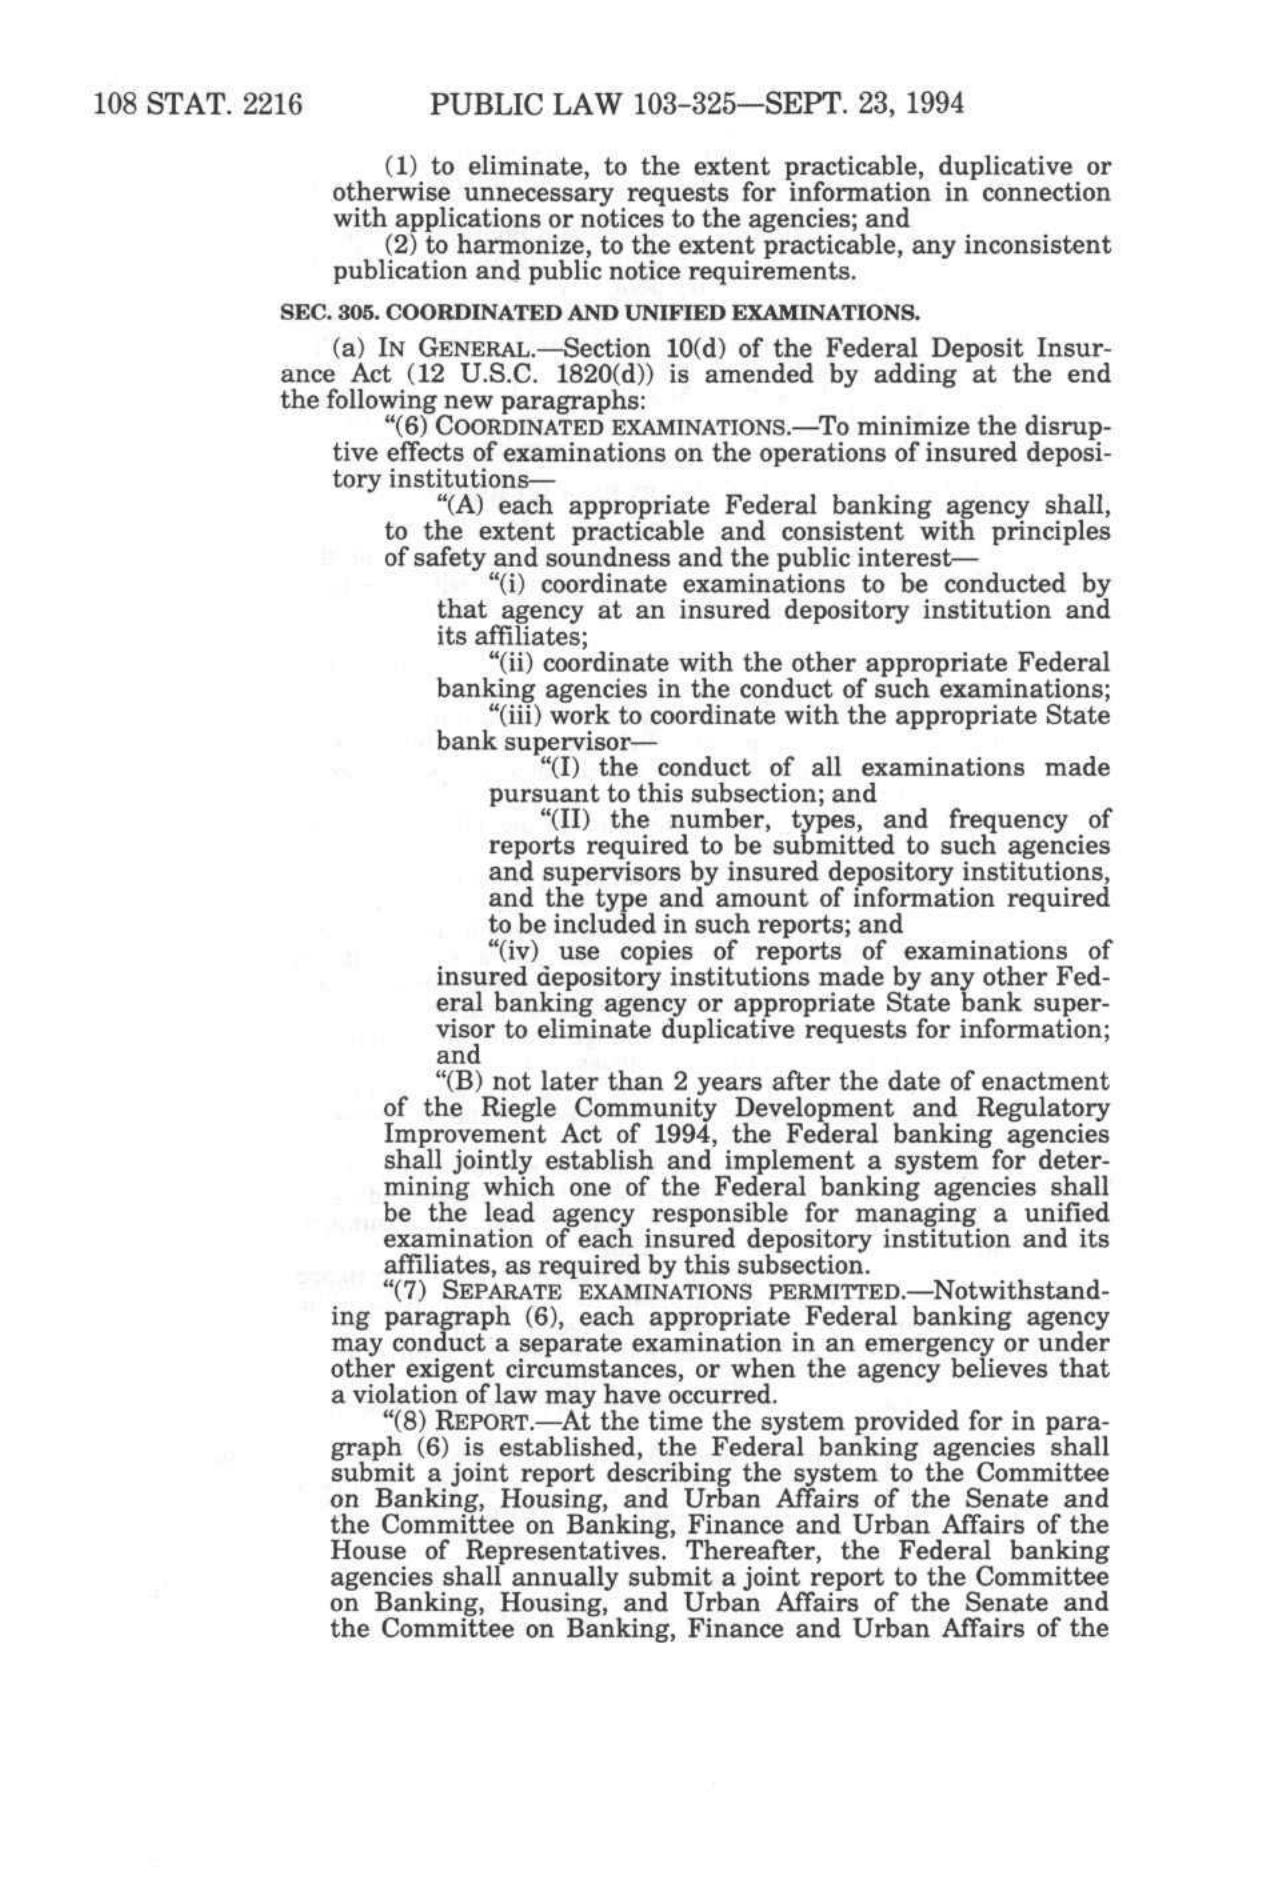 108 STAT. 2216 PUBLIC LAW 103-325—SEPT. 23, 1994
(1) to eliminate, to the extent practicable, duplicative or
otherwise unnecessary requests for information in connection
with applications or notices to the agencies; and
(2) to harmonize, to the extent practicable, any inconsistent
publication and public notice requirements.
SEC. 305. COORDINATED AND UNIFIED EXAMINATIONS.
(a) IN GENERAL.—Section 10(d) of the Federal Deposit Insur-
ance Act (12 U.S.C. 1820(d)) is amended by adding at the end
the following new paragraphs:
“(6) COORDINATED EXAMINATIONS.—To minimize the disrup-
tive effects of examinations on the operations of insured deposi-
tory institutions—
“(A) each appropriate Federal banking agency shall,
to the extent practicable and consistent with principles
of safety and soundness and the public interest—
“(i) coordinate examinations to be conducted by
that agency at an insured depository institution and
its affiliates;
“(ii) coordinate with the other appropriate Federal
banking agencies in the conduct of such examinations;
“(iii) work to coordinate with the appropriate State
bank supervisor—
“(I) the conduct of all examinations made
pursuant to this subsection; and
“(II) the number, types, and frequency of
reports required to be submitted to such agencies
and supervisors by insured depository institutions,
and the type and amount of information required
to be included in such reports; and
“(iv) use copies of reports of examinations of
insured depository institutions made by any other Fed-
eral banking agency or appropriate State bank super-
visor to eliminate duplicative requests for information;
and
“(B) not later than 2 years after the date of enactment
of the Riegle Community Development and Regulatory
Improvement Act of 1994, the Federal banking agencies
shall jointly establish and implement a system for deter-
mining which one of the Federal banking agencies shall
be the lead agency responsible for managing a unified
examination of each insured depository institution and its
affiliates, as required by this subsection.
“(7) SEPARATE EXAMINATIONS PERMITTED.—Notwithstand-
ing paragraph (6), each appropriate Federal banking agency
may conduct a separate examination in an emergency or under
other exigent circumstances, or when the agency believes that
a violation of law may have occurred.
“(8) REPORT.—At the time the system provided for in para-
graph (6) is established, the Federal banking agencies shall
submit a joint report describing the system to the Committee
on Banking, Housing, and Urban Affairs of the Senate and
the Committee on Banking, Finance and Urban Affairs of the
House of Representatives. Thereafter, the Federal banking
agencies shall annually submit a joint report to the Committee
on Banking, Housing, and Urban Affairs of the Senate and
the Committee on Banking, Finance and Urban Affairs of the